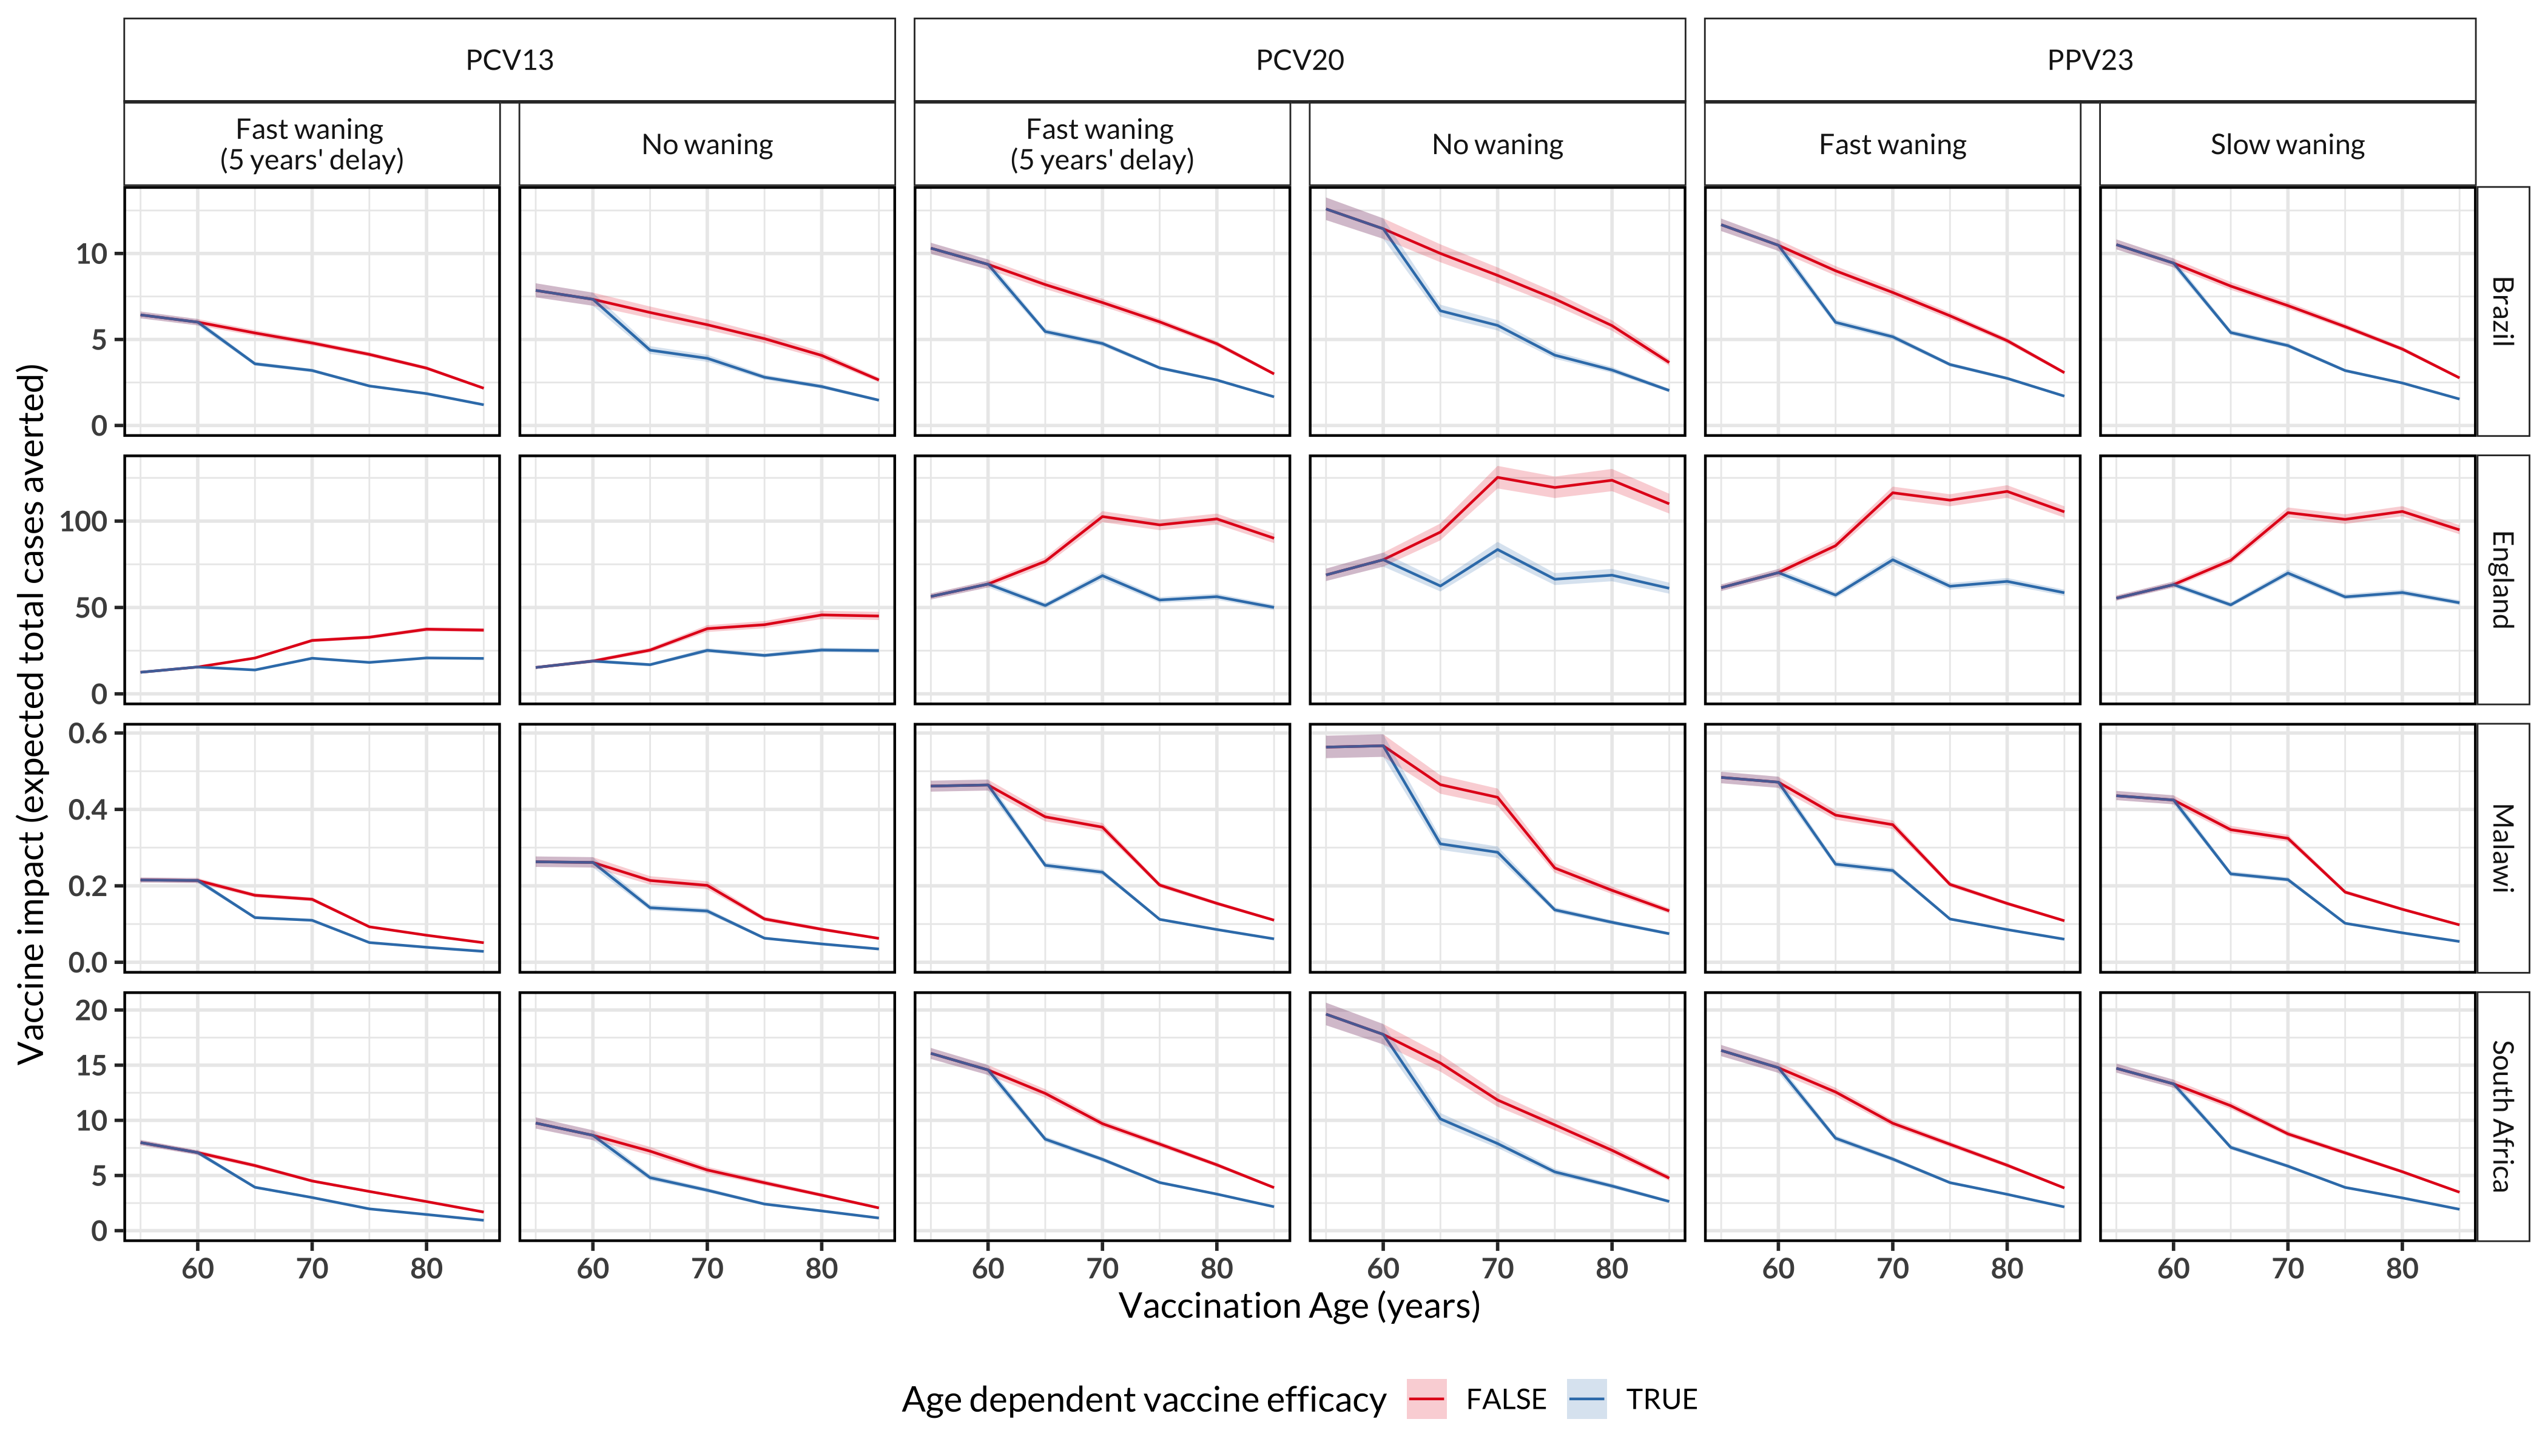 PCV13
PCV20
PPV23
Fast waning
(5 years' delay)
No waning
Fast waning
(5 years' delay)
No waning
Fast waning
Slow waning
Vaccine impact (expected total cases averted)
10
5
0
Brazil
100
50
0
England
0.6
0.4
0.2
0.0
Malawi
20
15
10
5
0
South Africa
60 70 80
60 70 80
60 70 80
60 70 80
60 70 80
60 70 80
Vaccination Age (years)
Age dependent vaccine efficacy FALSE TRUE